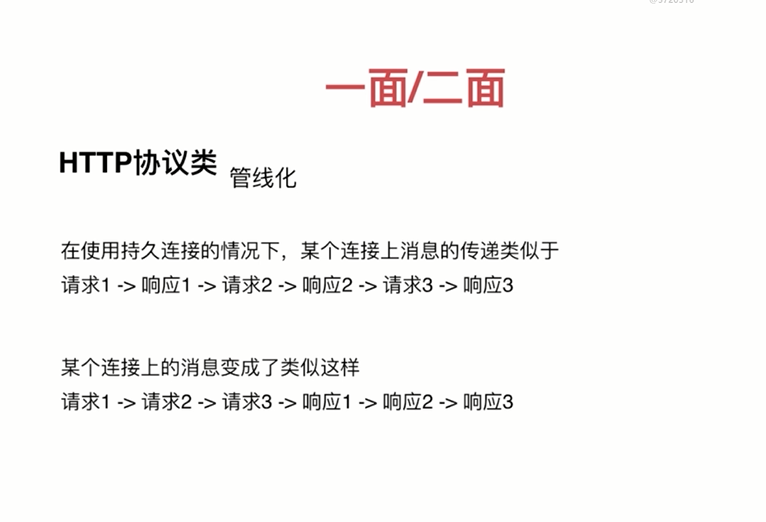 一面/二面
HTTP协议类 管线化
在使用持久连接的情况下，某个连接上消息的传递类似于
请求1 -> 响应1 -> 请求2 -> 响应2 -> 请求3 -> 响应3
某个连接上的消息变成了类似这样
请求1 -> 请求2 -> 请求3 -> 响应1 -> 响应2 -> 响应3